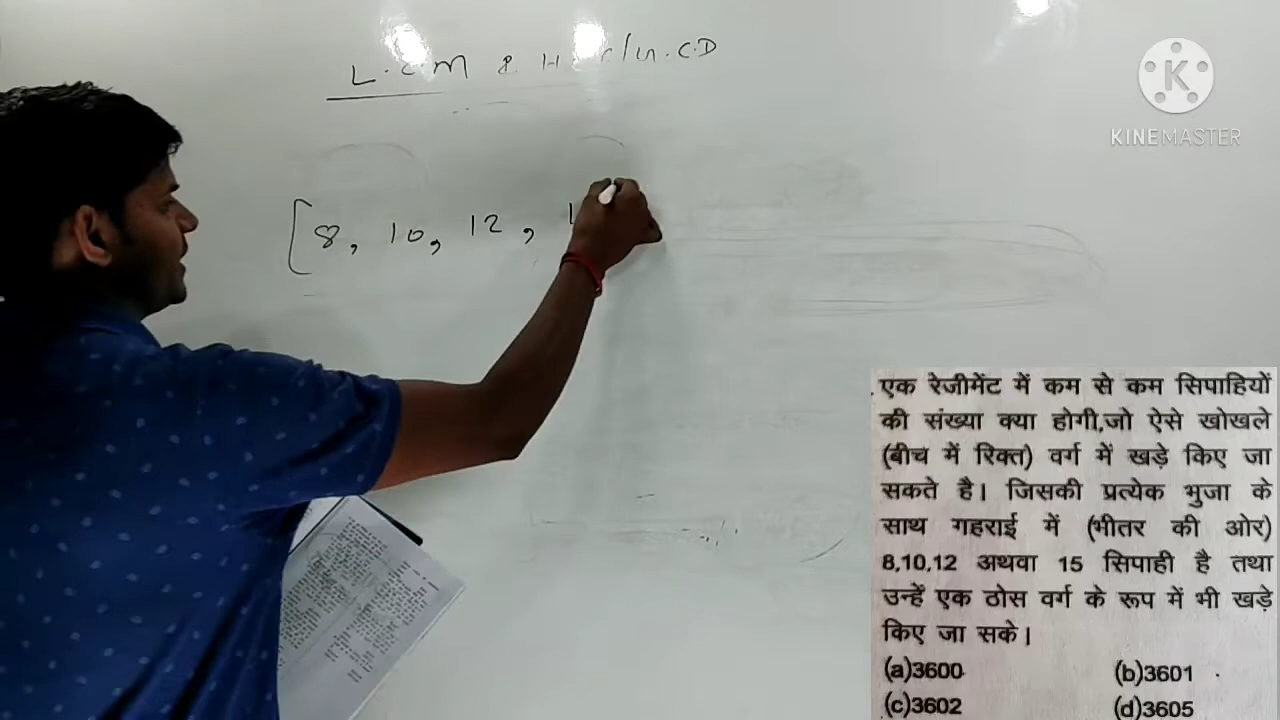 L.C.M & H
C.D
KINEMASTER
[8, 10, 12,
एक रेजीमेंट में कम से कम सिपाहियों
की संख्या क्या होगी,जो ऐसे खोखले
(बीच में रिक्त) वर्ग में खड़े किए जा
सकते है। जिसकी प्रत्येक भुजा के
साथ गहराई में (भीतर की ओर)
8,10,12 अथवा 15 सिपाही है तथा
उन्हें एक ठोस वर्ग के रूप में भी खड़े
किए जा सके।
(a)3600 (b)3601
(c)3602 (d)3605